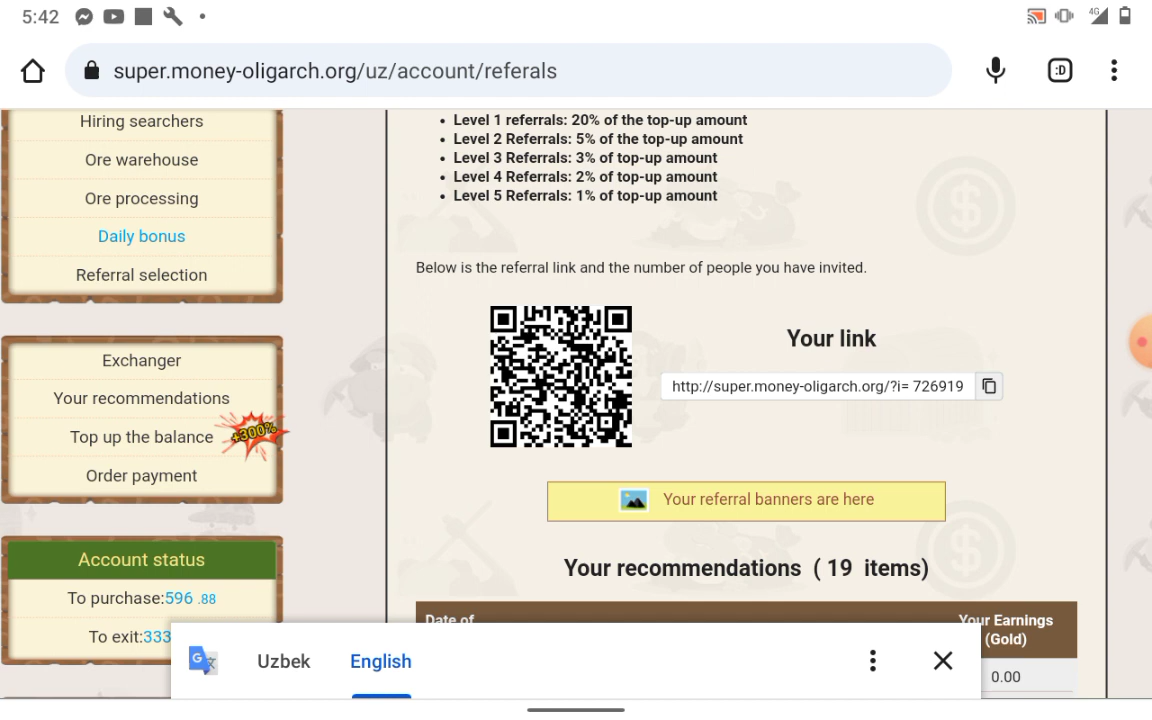 5:42
4G
super.money-oligarch.org/uz/account/referals
:D
Hiring searchers
Ore warehouse
Ore processing
Daily bonus
Referral selection
Exchanger
Your recommendations
Top up the balance
+300%
Order payment
Account status
To purchase:596 .88
To exit:333
Level 1 referrals: 20% of the top-up amount
Level 2 Referrals: 5% of the top-up amount
Level 3 Referrals: 3% of top-up amount
Level 4 Referrals: 2% of top-up amount
Level 5 Referrals: 1% of top-up amount
Below is the referral link and the number of people you have invited.
Your link
http://super.money-oligarch.org/?i= 726919
Your referral banners are here
Your recommendations ( 19 items)
Date of
Your Earnings
(Gold)
0.00
Uzbek
English